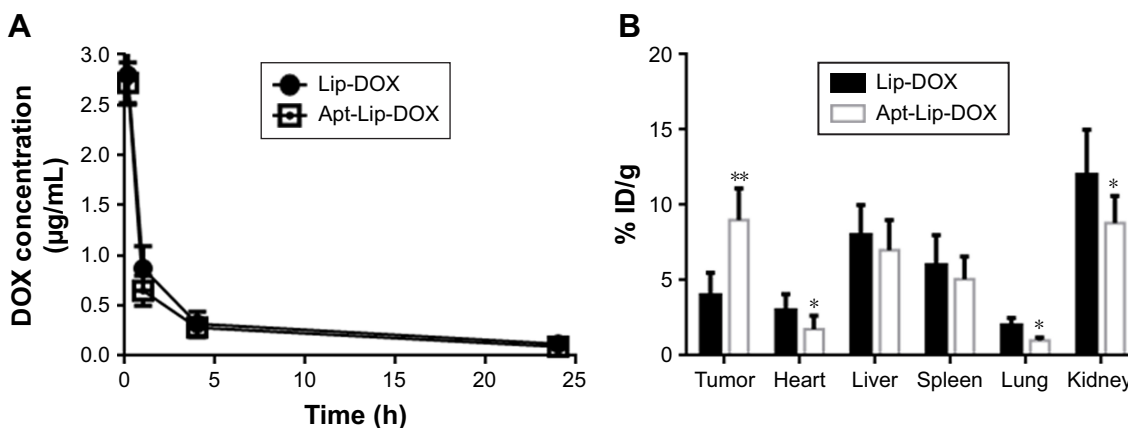 A
DOX concentration
(µg/mL)
3.0
2.5
2.0
1.5
1.0
0.5
0.0
0
5
10
15
20
25
Time (h)
Lip-DOX
Apt-Lip-DOX
B
% ID/g
20
15
10
5
0
Lip-DOX
Apt-Lip-DOX
**
*
*
*
Tumor
Heart
Liver
Spleen
Lung
Kidney